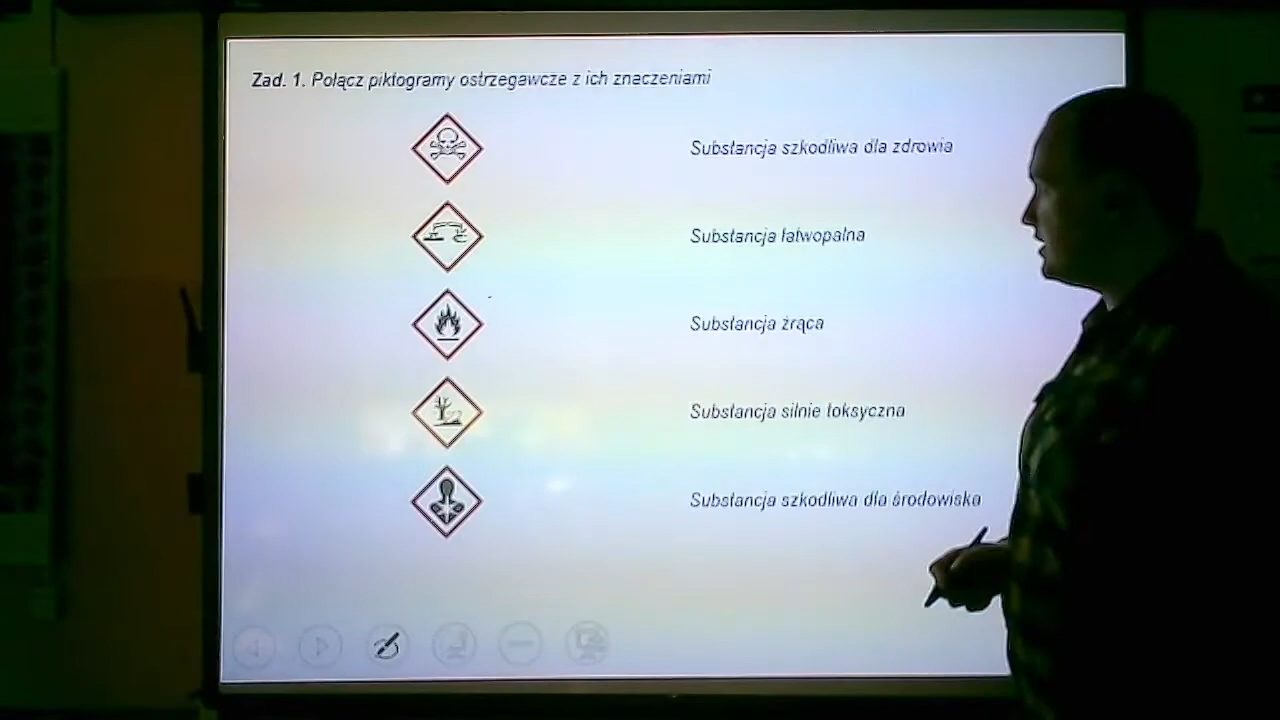 Zad. 1. Połącz piktogramy ostrzegawcze z ich znaczeniami
Substancja szkodliwa dla zdrowia
Substancja łatwopalna
Substancja żrąca
Substancja silnie toksyczna
Substancja szkodliwa dla środowiska